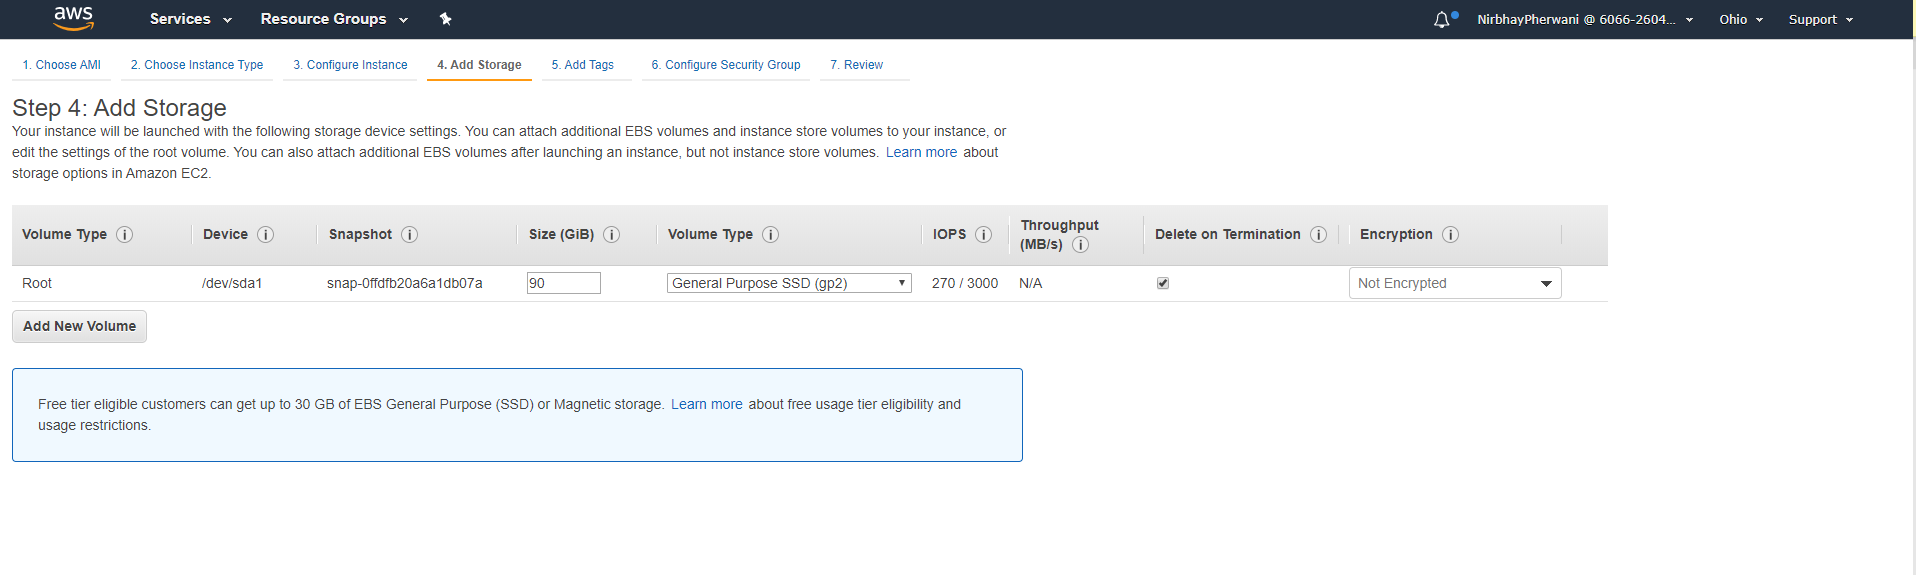 aws Services Resource Groups NirbhayPherwani @ 6066-2604... Ohio Support
1. Choose AMI 2. Choose Instance Type 3. Configure Instance 4. Add Storage 5. Add Tags 6. Configure Security Group 7. Review
Step 4: Add Storage
Your instance will be launched with the following storage device settings. You can attach additional EBS volumes and instance store volumes to your instance, or
edit the settings of the root volume. You can also attach additional EBS volumes after launching an instance, but not instance store volumes. Learn more about
storage options in Amazon EC2.
Volume Type i Device i Snapshot i Size (GiB) i Volume Type i IOPS i Throughput
(MB/s) i Delete on Termination i Encryption i
Root /dev/sda1 snap-0ffdfb20a6a1db07a 90 General Purpose SSD (gp2) 270 / 3000 N/A Not Encrypted
Add New Volume
Free tier eligible customers can get up to 30 GB of EBS General Purpose (SSD) or Magnetic storage. Learn more about free usage tier eligibility and
usage restrictions.